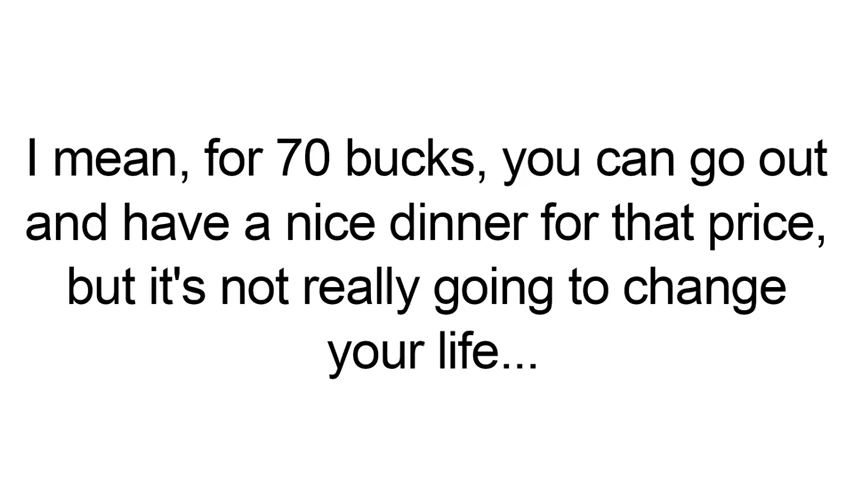 I mean, for 70 bucks, you can go out
and have a nice dinner for that price,
but it's not really going to change
your life...